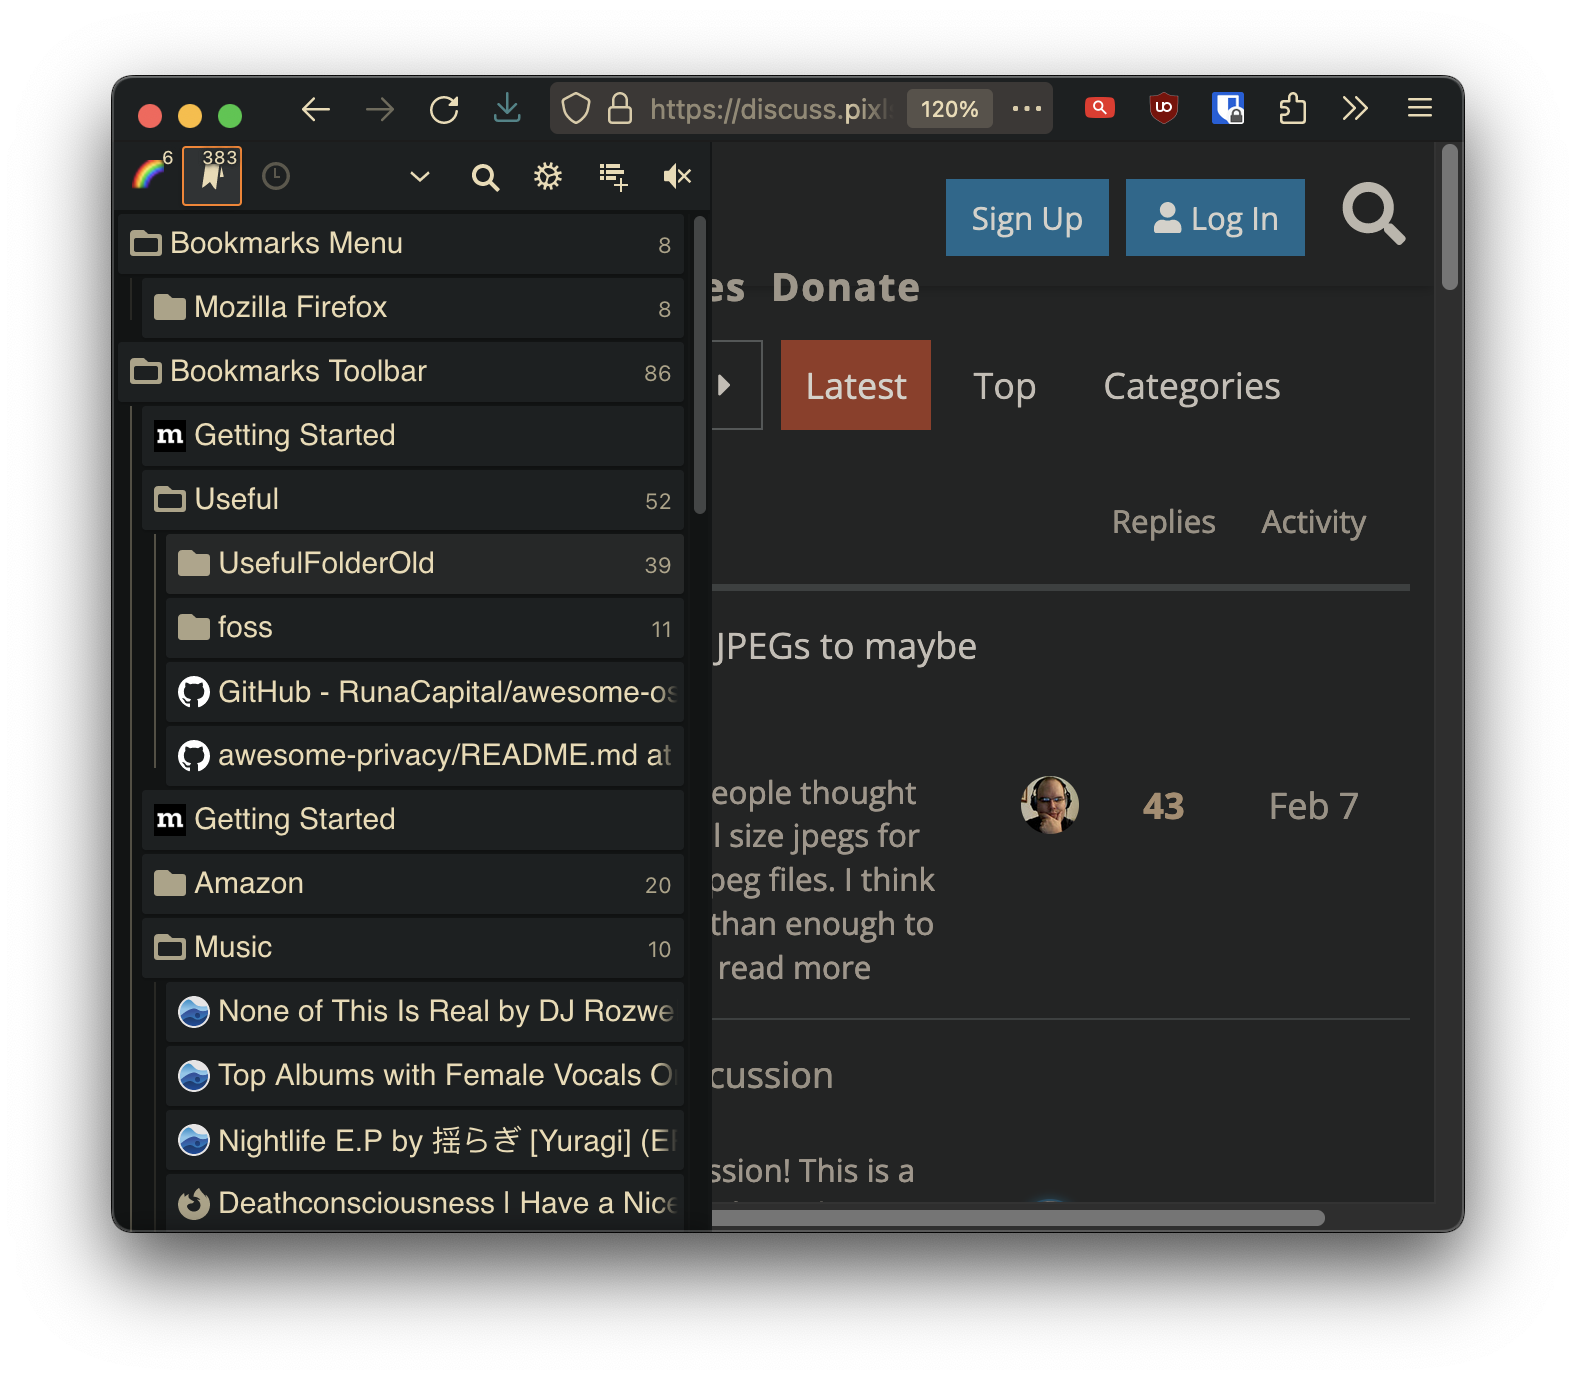 https://discuss.pixl
120%
6
383
Bookmarks Menu 8
Mozilla Firefox 8
Bookmarks Toolbar 86
m Getting Started
Useful 52
UsefulFolderOld 39
foss 11
GitHub - RunaCapital/awesome-os
awesome-privacy/README.md at
m Getting Started
Amazon 20
Music 10
None of This Is Real by DJ Rozwe
Top Albums with Female Vocals O
Nightlife E.P by 揺らぎ [Yuragi] (E
Deathconsciousness | Have a Nice
Sign Up
Log In
es Donate
Latest
Top
Categories
Replies
Activity
JPEGs to maybe
eople thought
l size jpegs for
peg files. I think
than enough to
read more
43
Feb 7
cussion
ssion! This is a